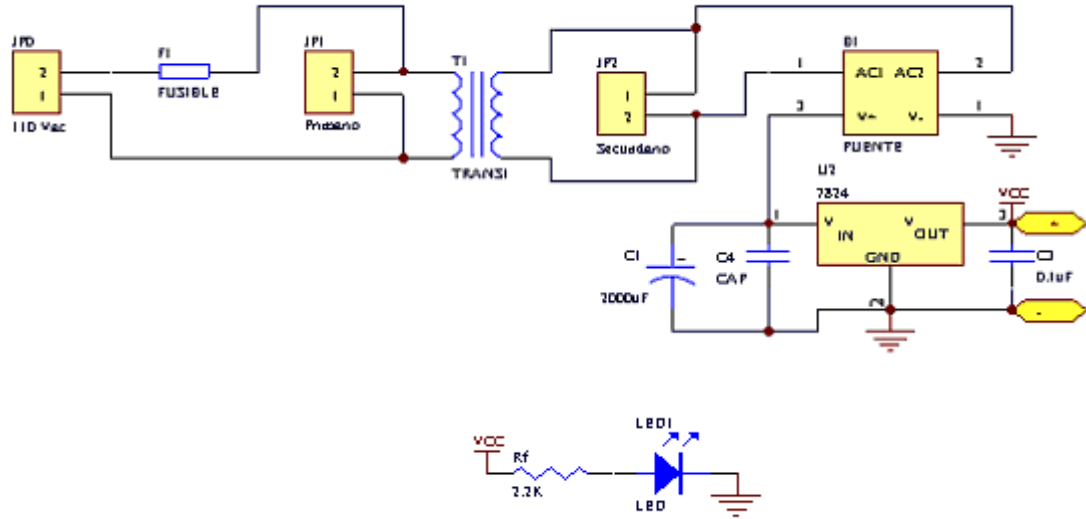 JP0
2
1
110 Vac
F1
FUSIBLE
JP1
2
1
Primario
T1
TRANS1
JP2
1
2
Secundario
B1
1
AC1 AC2
2
3
V+ V-
1
PUENTE
U2
7824
1
V IN
V OUT
GND
3
2
VCC
+
-
C1
2000uF
C4
CAP
C3
0.1uF
VCC
Rf
2.2K
LED1
LED